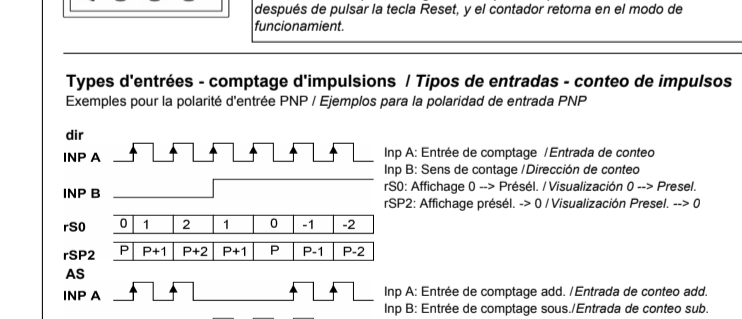 después de pulsar la tecla Reset, y el contador retorna en el modo de
funcionamient.
Types d'entrées - comptage d'impulsions / Tipos de entradas - conteo de impulsos
Exemples pour la polarité d'entrée PNP / Ejemplos para la polaridad de entrada PNP
dir
INP A
INP B
rS0 0 1 2 1 0 -1 -2
rSP2 P P+1 P+2 P+1 P P-1 P-2
Inp A: Entrée de comptage / Entrada de conteo
Inp B: Sens de contage / Dirección de conteo
rS0: Affichage 0 --> Présél. / Visualización 0 --> Presel.
rSP2: Affichage présél. -> 0 / Visualización Presel. --> 0
AS
INP A
Inp A: Entrée de comptage add. / Entrada de conteo add.
Inp B: Entrée de comptage sous./Entrada de conteo sub.